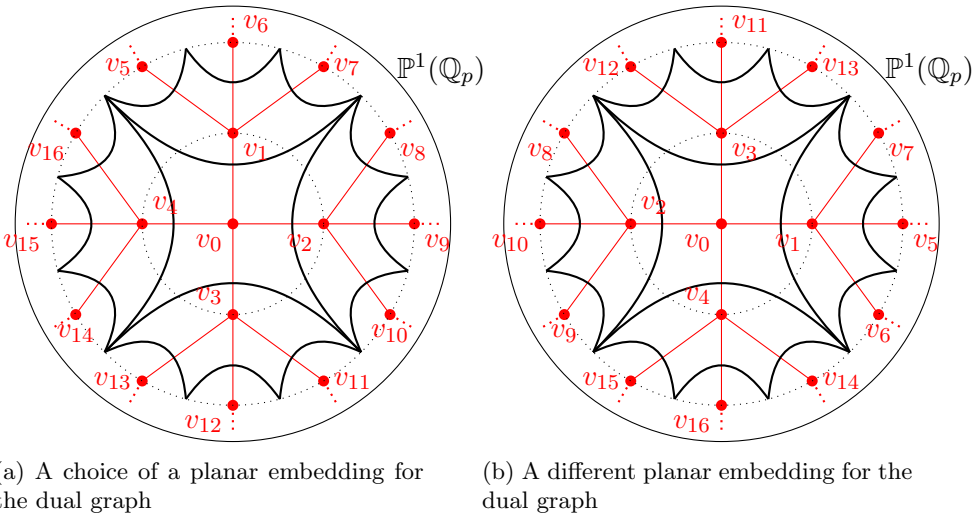 v6
v5
v7
ℙ¹(ℚp)
v16
v1
v8
v4
v15
v0
v2
v9
v3
v14
v10
v13
v11
v12
v11
v12
v13
ℙ¹(ℚp)
v8
v3
v7
v2
v10
v0
v1
v5
v4
v9
v6
v15
v14
v16
(a) A choice of a planar embedding for
the dual graph
(b) A different planar embedding for the
dual graph